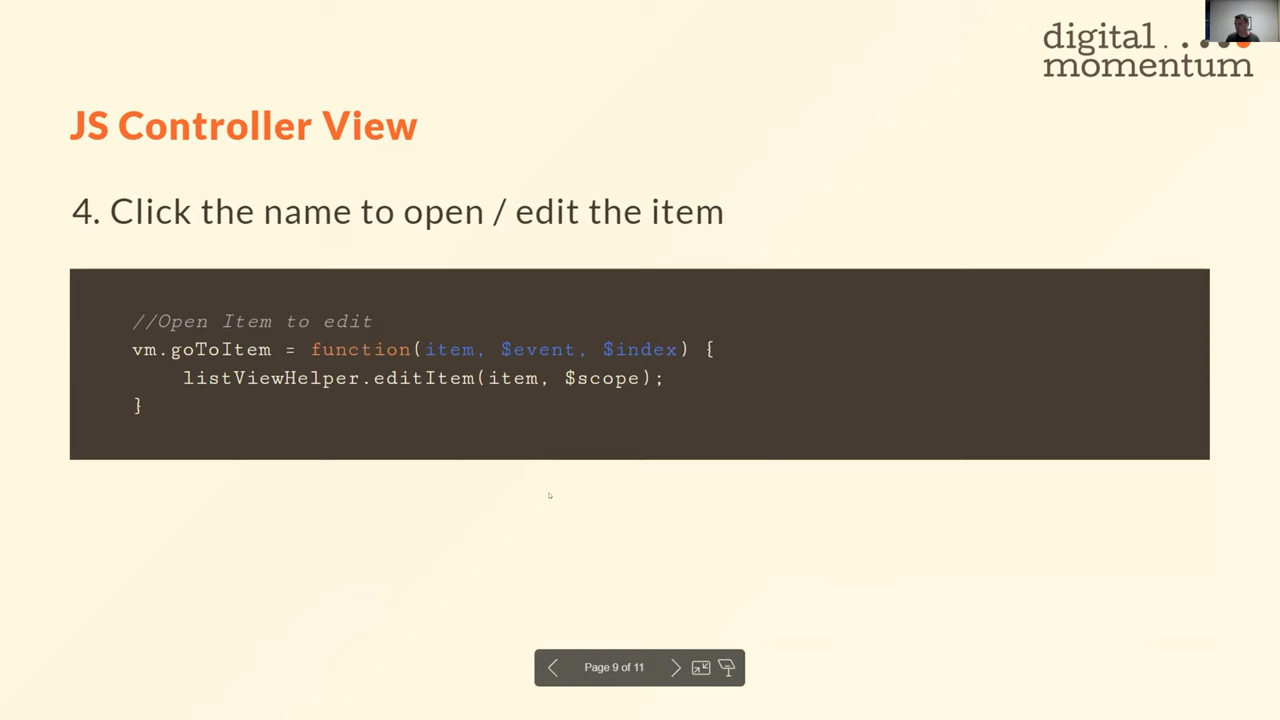 digital
momentum
JS Controller View
4. Click the name to open / edit the item
//Open Item to edit
vm.goToItem = function(item, $event, $index) {
    listViewHelper.editItem(item, $scope);
}
Page 9 of 11